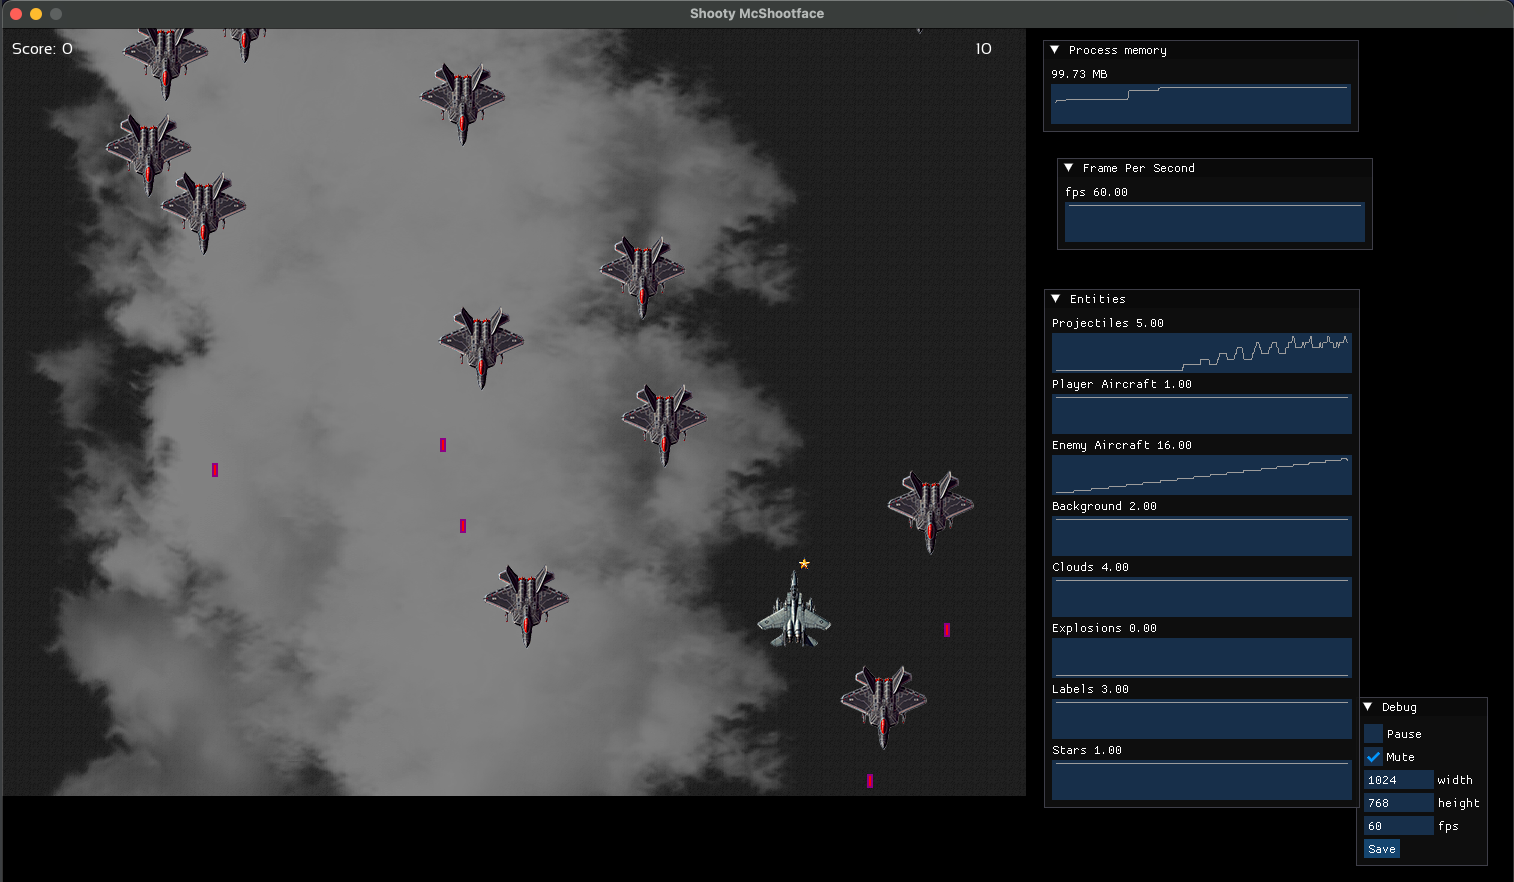 Shooty McShootface
Score: 0
10
Process memory
99.73 MB
Frame Per Second
fps 60.00
Entities
Projectiles 5.00
Player Aircraft 1.00
Enemy Aircraft 16.00
Background 2.00
Clouds 4.00
Explosions 0.00
Labels 3.00
Stars 1.00
Debug
Pause
Mute
1024 width
768 height
60 fps
Save